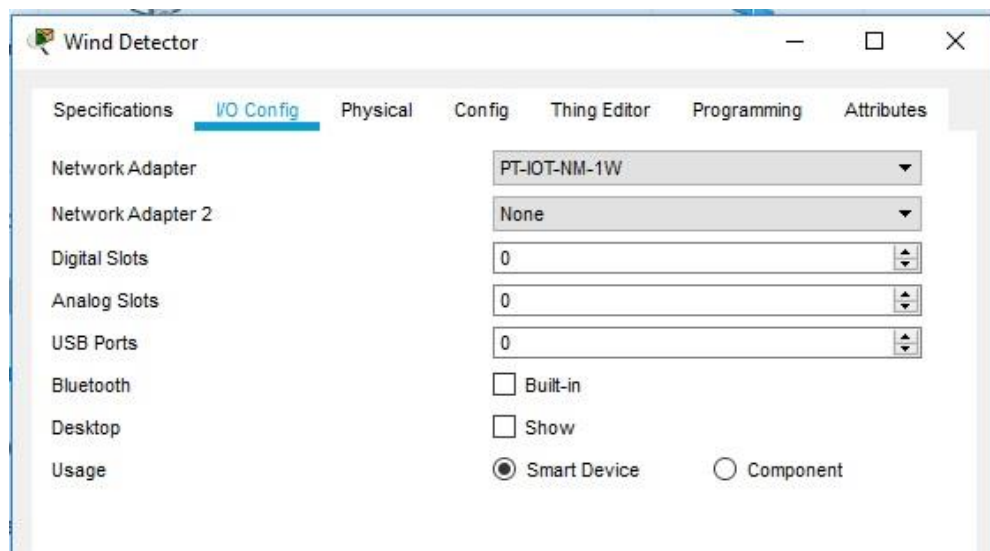 Wind Detector
Specifications I/O Config Physical Config Thing Editor Programming Attributes
Network Adapter PT-IOT-NM-1W
Network Adapter 2 None
Digital Slots 0
Analog Slots 0
USB Ports 0
Bluetooth Built-in
Desktop Show
Usage Smart Device Component